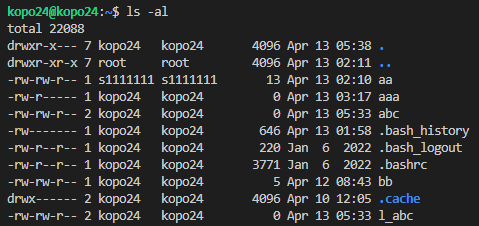 kopo24@kopo24:~$ ls -al
total 22088
drwxr-x--- 7 kopo24 kopo24 4096 Apr 13 05:38 .
drwxr-xr-x 7 root root 4096 Apr 13 02:11 ..
-rw-rw-r-- 1 s1111111 s1111111 13 Apr 13 02:10 aa
-rw-r----- 1 kopo24 kopo24 0 Apr 13 03:17 aaa
-rw-rw-r-- 2 kopo24 kopo24 0 Apr 13 05:33 abc
-rw------- 1 kopo24 kopo24 646 Apr 13 01:58 .bash_history
-rw-r--r-- 1 kopo24 kopo24 220 Jan 6 2022 .bash_logout
-rw-r--r-- 1 kopo24 kopo24 3771 Jan 6 2022 .bashrc
-rw-rw-r-- 1 kopo24 kopo24 5 Apr 12 08:43 bb
drwx------ 2 kopo24 kopo24 4096 Apr 10 12:05 .cache
-rw-rw-r-- 2 kopo24 kopo24 0 Apr 13 05:33 l_abc